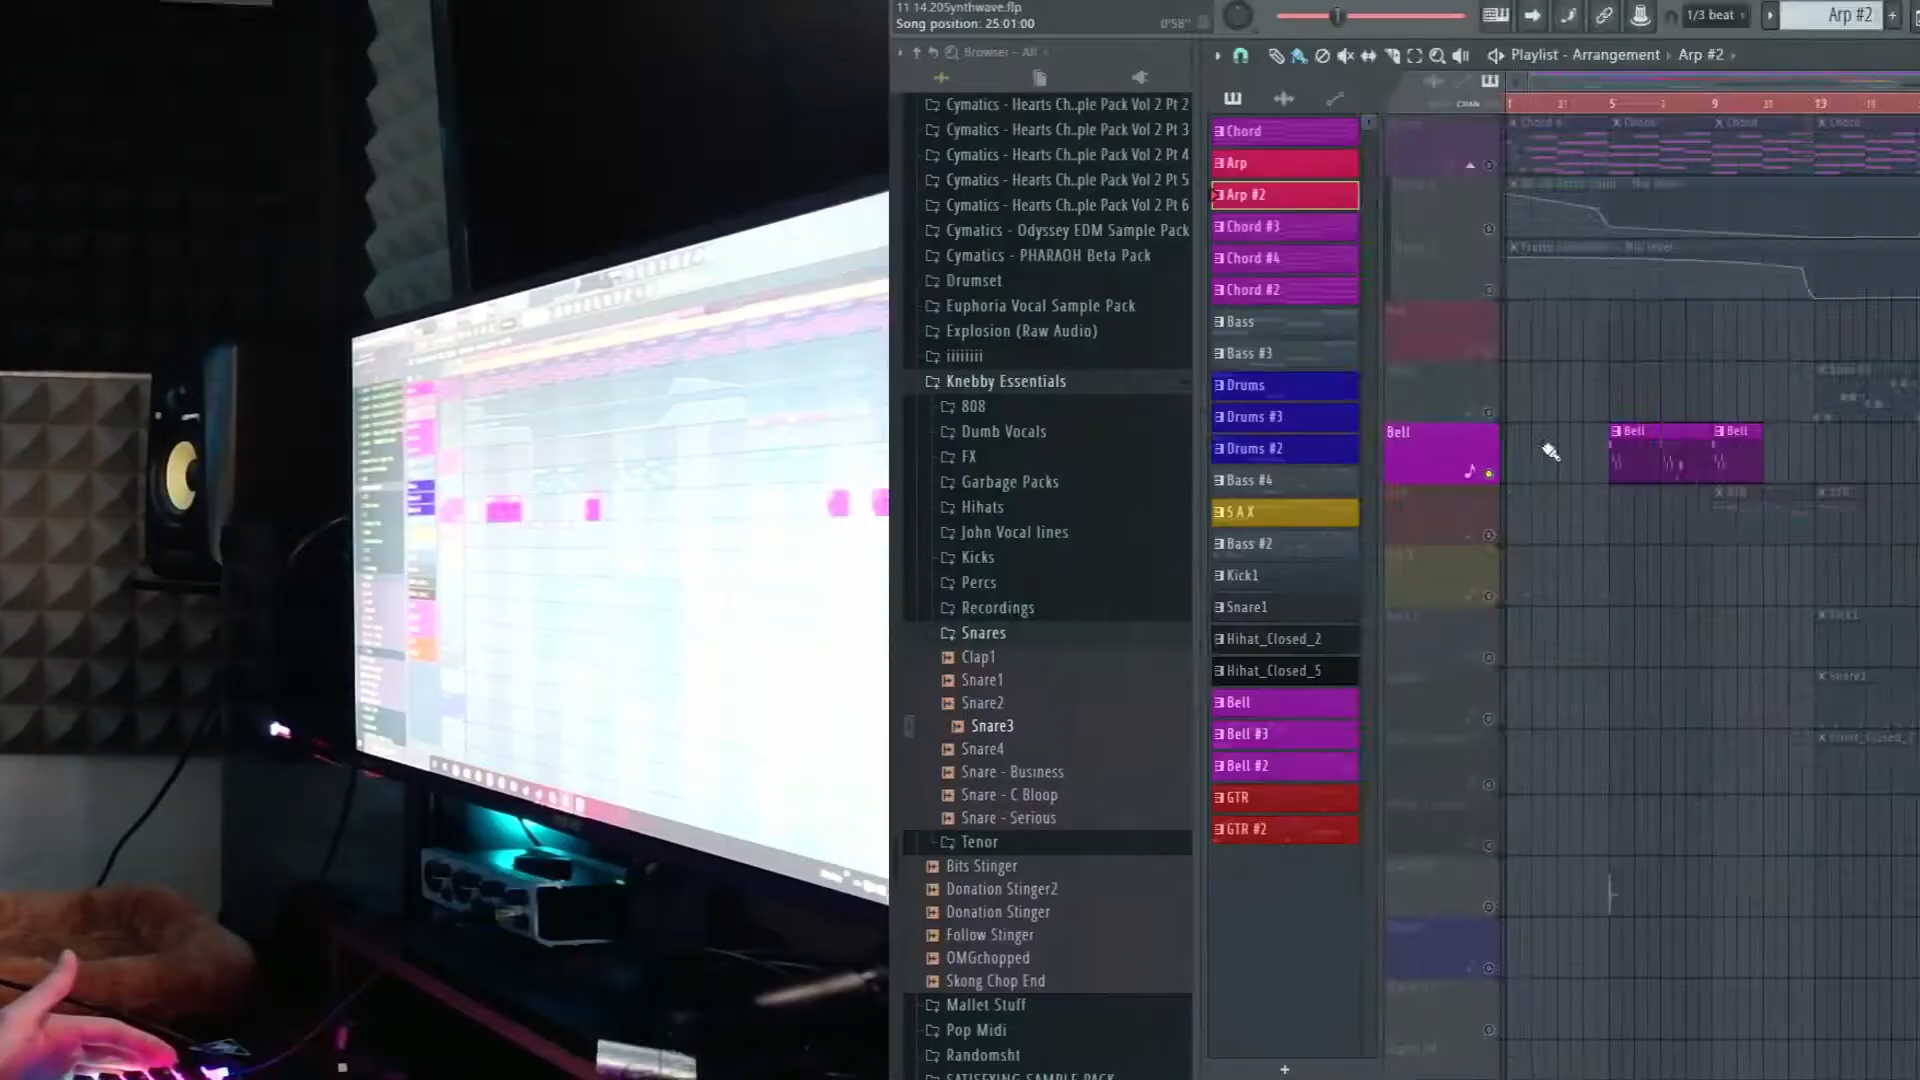 11 14.20Synthwave.flp
Song position: 25:01:00
0'58"
1/3 beat
Arp #2
Browser - All
Playlist - Arrangement › Arp #2
CHAN
5
9
13
Cymatics - Hearts Ch..ple Pack Vol 2 Pt 2
Cymatics - Hearts Ch..ple Pack Vol 2 Pt 3
Cymatics - Hearts Ch..ple Pack Vol 2 Pt 4
Cymatics - Hearts Ch..ple Pack Vol 2 Pt 5
Cymatics - Hearts Ch..ple Pack Vol 2 Pt 6
Cymatics - Odyssey EDM Sample Pack
Cymatics - PHARAOH Beta Pack
Drumset
Euphoria Vocal Sample Pack
Explosion (Raw Audio)
iiiiiiii
Knebby Essentials
808
Dumb Vocals
FX
Garbage Packs
Hihats
John Vocal lines
Kicks
Percs
Recordings
Snares
Clap1
Snare1
Snare2
Snare3
Snare4
Snare - Business
Snare - C Bloop
Snare - Serious
Tenor
Bits Stinger
Donation Stinger2
Donation Stinger
Follow Stinger
OMGchopped
Skong Chop End
Mallet Stuff
Pop Midi
Randomsht
SATISFYING SAMPLE PACK
Chord
Arp
Arp #2
Chord #3
Chord #4
Chord #2
Bass
Bass #3
Drums
Drums #3
Drums #2
Bass #4
S A X
Bass #2
Kick1
Snare1
Hihat_Closed_2
Hihat_Closed_5
Bell
Bell #3
Bell #2
GTR
GTR #2
Bell
Bell
Bell
Chord
Chord
Chord